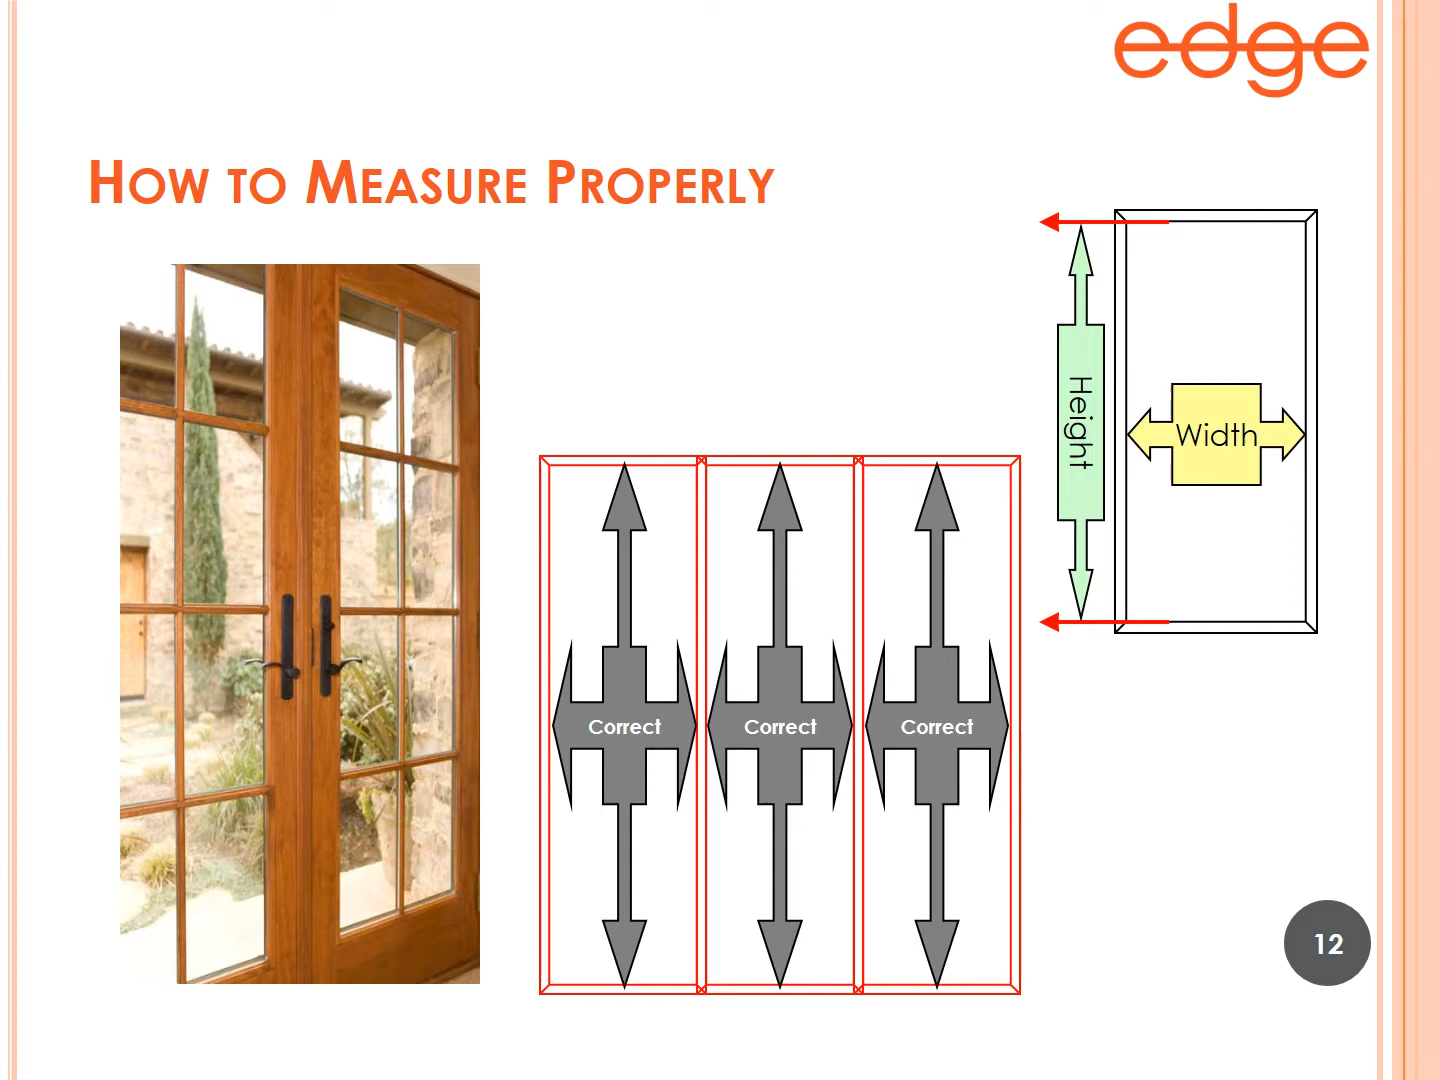 edge
HOW TO MEASURE PROPERLY
Height
Width
Correct Correct Correct
12